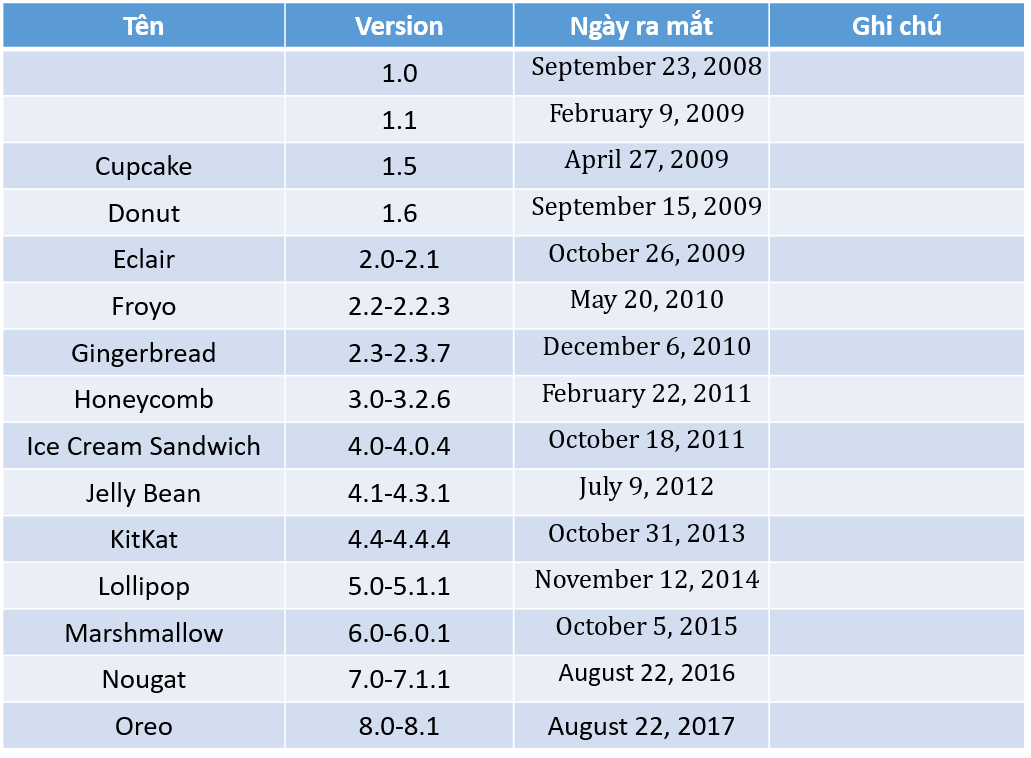 Tên Version Ngày ra mắt Ghi chú
1.0 September 23, 2008
1.1 February 9, 2009
Cupcake 1.5 April 27, 2009
Donut 1.6 September 15, 2009
Eclair 2.0-2.1 October 26, 2009
Froyo 2.2-2.2.3 May 20, 2010
Gingerbread 2.3-2.3.7 December 6, 2010
Honeycomb 3.0-3.2.6 February 22, 2011
Ice Cream Sandwich 4.0-4.0.4 October 18, 2011
Jelly Bean 4.1-4.3.1 July 9, 2012
KitKat 4.4-4.4.4 October 31, 2013
Lollipop 5.0-5.1.1 November 12, 2014
Marshmallow 6.0-6.0.1 October 5, 2015
Nougat 7.0-7.1.1 August 22, 2016
Oreo 8.0-8.1 August 22, 2017